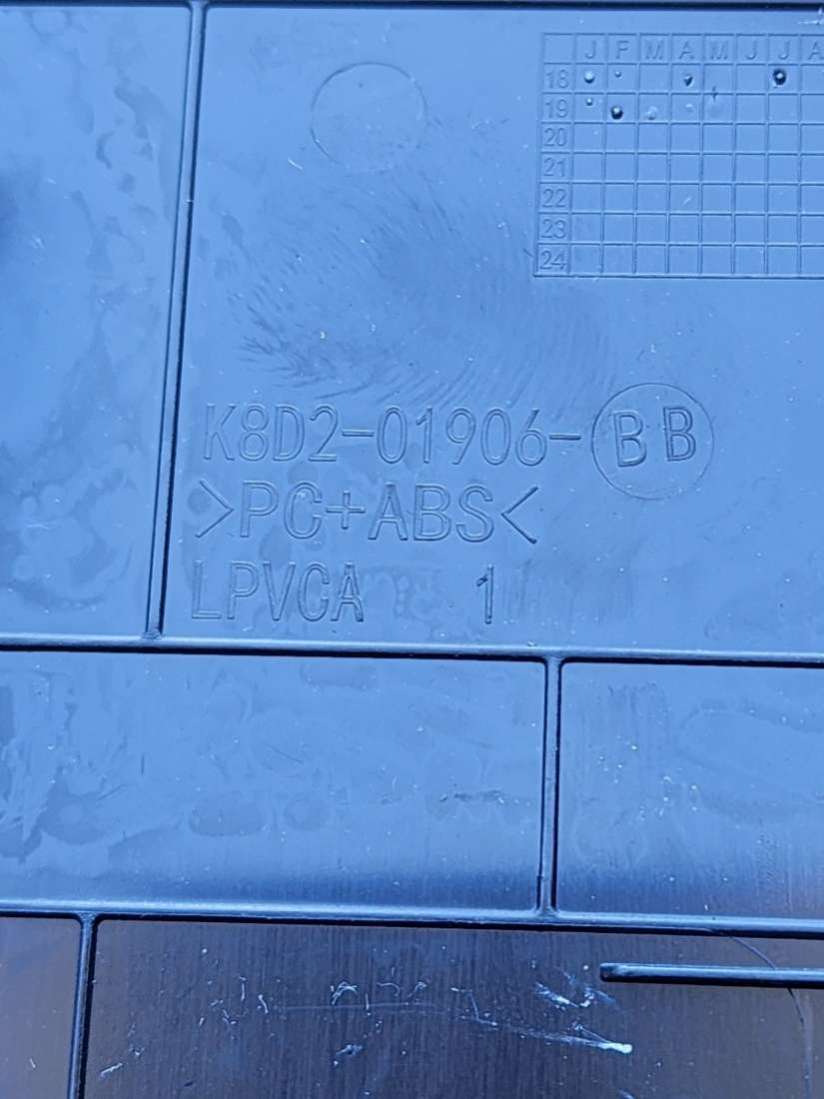 J F M A M J J A
18
19
20
21
22
23
24
K8D2-01906-BB
>PC+ABS<
LPVCA 1